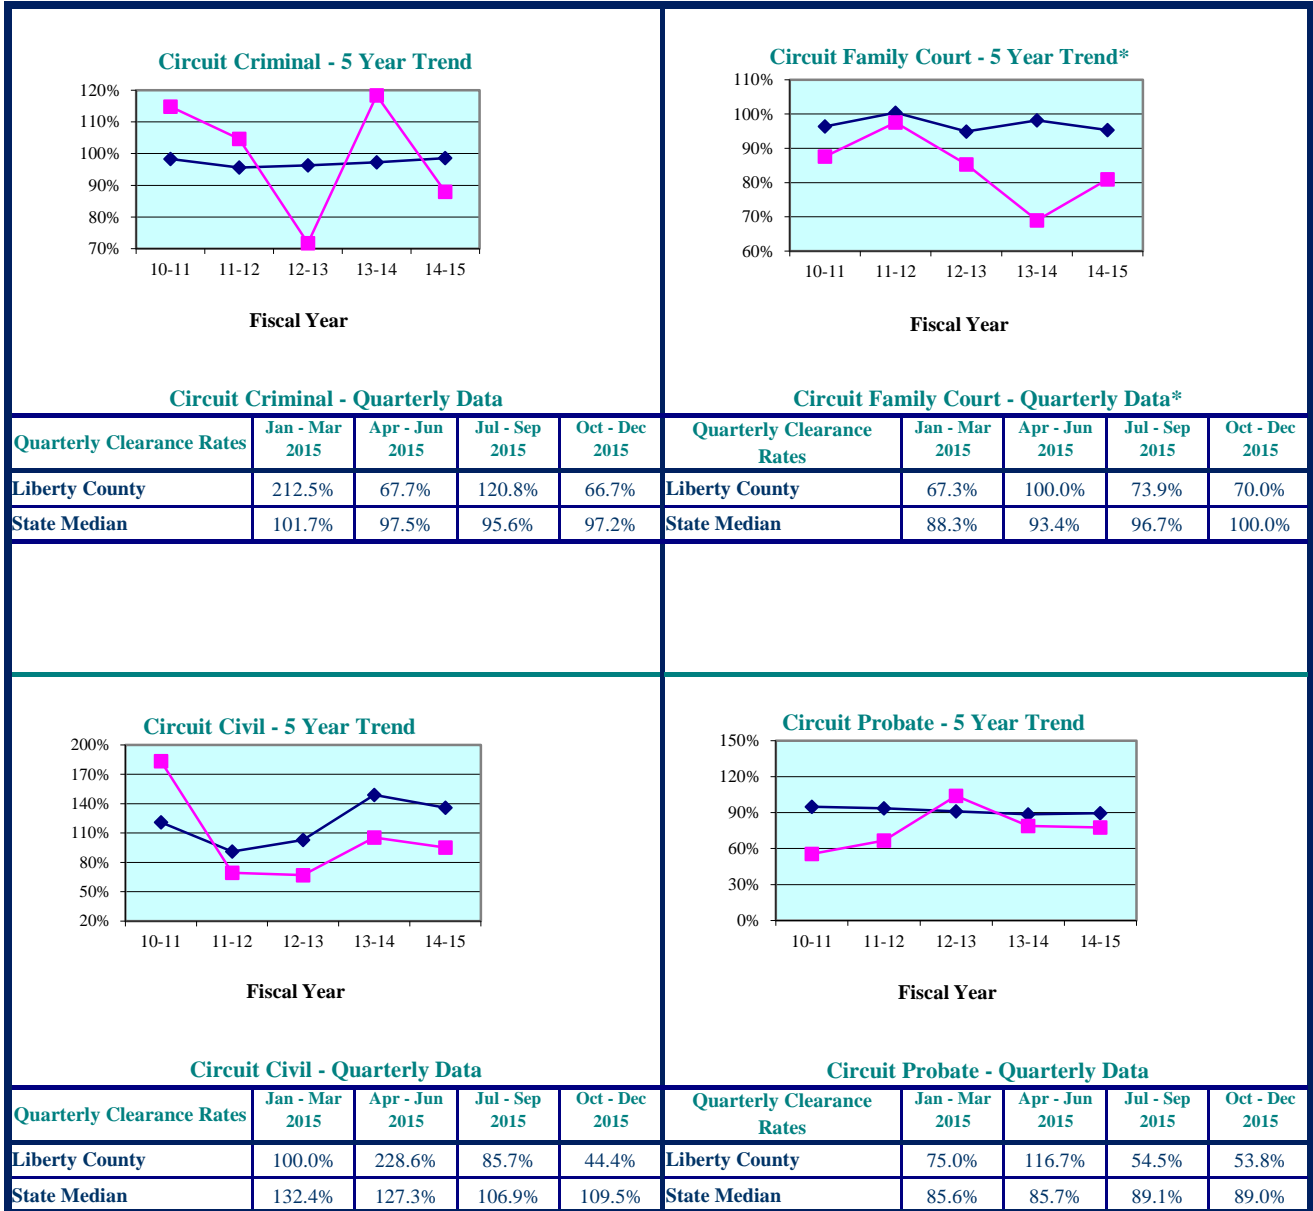 Circuit Criminal - 5 Year Trend
120%
110%
100%
90%
80%
70%
10-11 11-12 12-13 13-14 14-15
Fiscal Year
Circuit Family Court - 5 Year Trend*
110%
100%
90%
80%
70%
60%
10-11 11-12 12-13 13-14 14-15
Fiscal Year
Circuit Criminal - Quarterly Data
Quarterly Clearance Rates Jan - Mar 2015 Apr - Jun 2015 Jul - Sep 2015 Oct - Dec 2015
Liberty County 212.5% 67.7% 120.8% 66.7%
State Median 101.7% 97.5% 95.6% 97.2%
Circuit Family Court - Quarterly Data*
Quarterly Clearance Rates Jan - Mar 2015 Apr - Jun 2015 Jul - Sep 2015 Oct - Dec 2015
Liberty County 67.3% 100.0% 73.9% 70.0%
State Median 88.3% 93.4% 96.7% 100.0%
Circuit Civil - 5 Year Trend
200%
170%
140%
110%
80%
50%
20%
10-11 11-12 12-13 13-14 14-15
Fiscal Year
Circuit Probate - 5 Year Trend
150%
120%
90%
60%
30%
0%
10-11 11-12 12-13 13-14 14-15
Fiscal Year
Circuit Civil - Quarterly Data
Quarterly Clearance Rates Jan - Mar 2015 Apr - Jun 2015 Jul - Sep 2015 Oct - Dec 2015
Liberty County 100.0% 228.6% 85.7% 44.4%
State Median 132.4% 127.3% 106.9% 109.5%
Circuit Probate - Quarterly Data
Quarterly Clearance Rates Jan - Mar 2015 Apr - Jun 2015 Jul - Sep 2015 Oct - Dec 2015
Liberty County 75.0% 116.7% 54.5% 53.8%
State Median 85.6% 85.7% 89.1% 89.0%